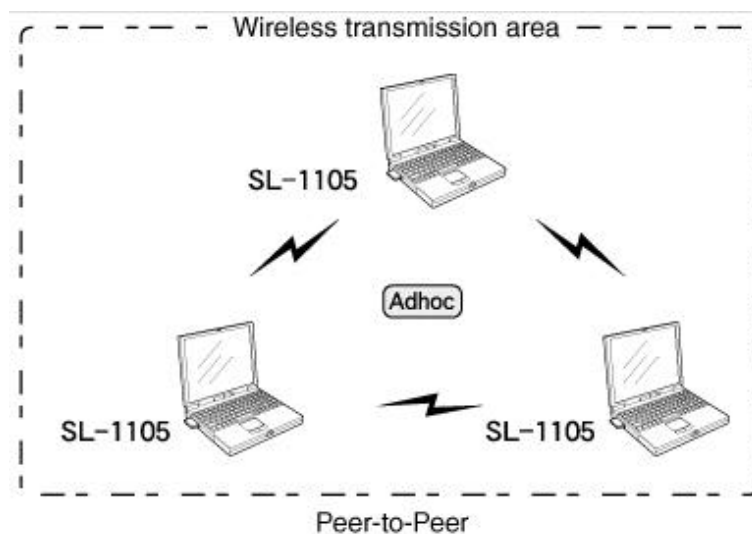 Wireless transmission area
SL-1105
Adhoc
SL-1105
SL-1105
Peer-to-Peer